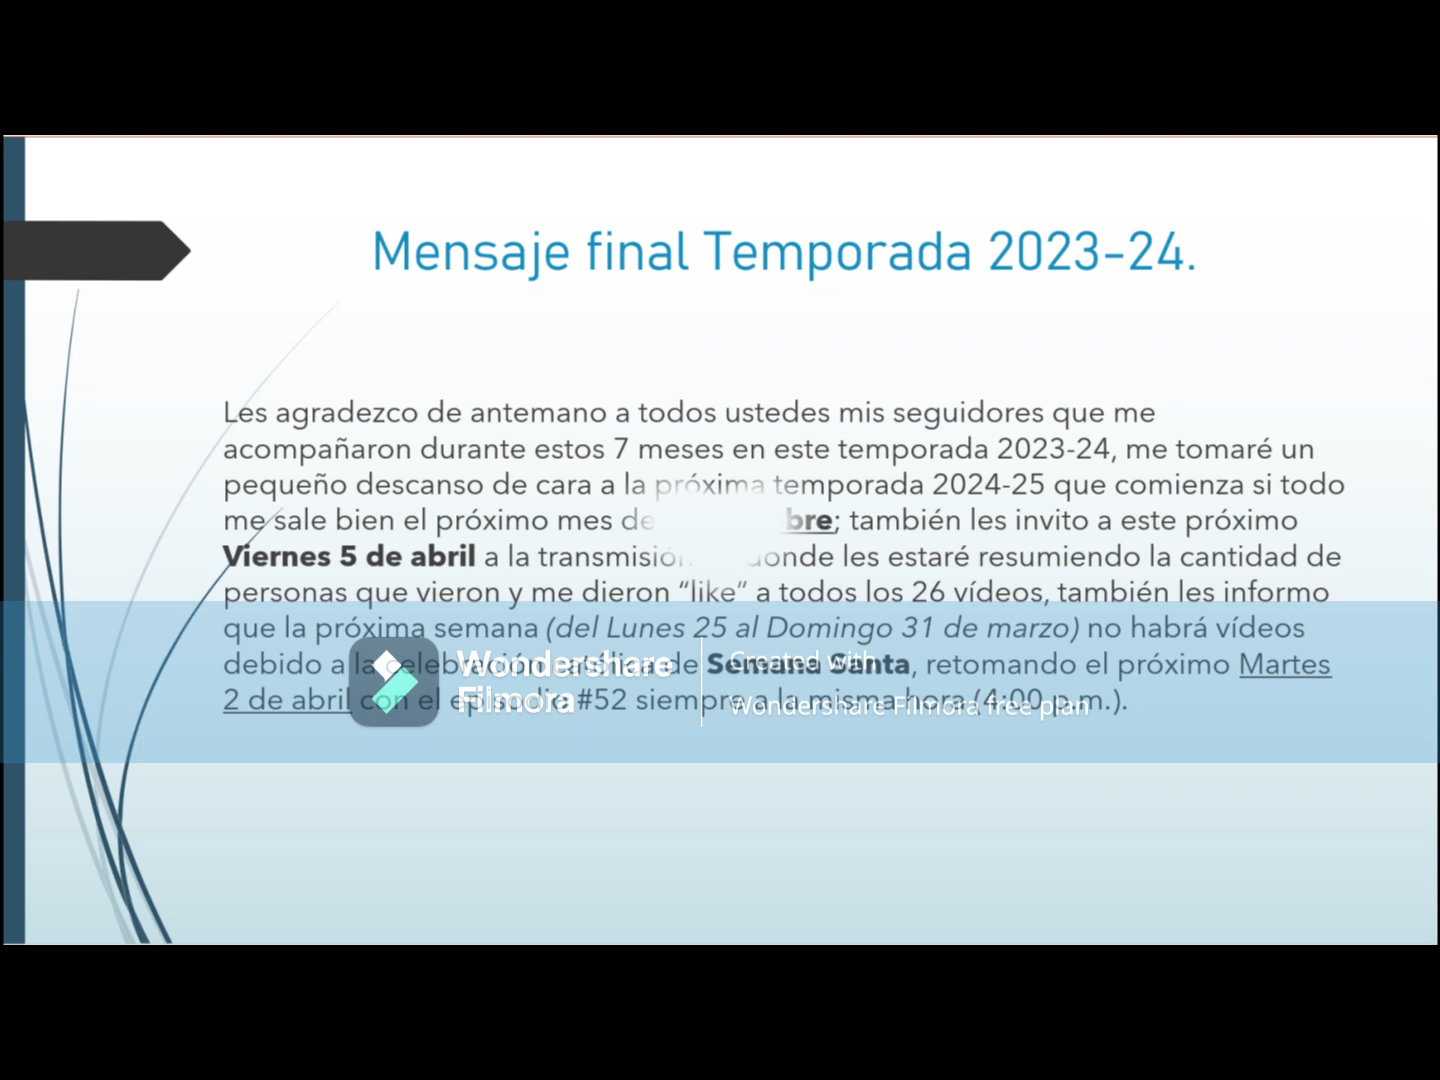 Mensaje final Temporada 2023-24.
Les agradezco de antemano a todos ustedes mis seguidores que me
acompañaron durante estos 7 meses en este temporada 2023-24, me tomaré un
pequeño descanso de cara a la próxima temporada 2024-25 que comienza si todo
me sale bien el próximo mes de bre; también les invito a este próximo
Viernes 5 de abril a la transmisión donde les estaré resumiendo la cantidad de
personas que vieron y me dieron “like” a todos los 26 vídeos, también les informo
que la próxima semana (del Lunes 25 al Domingo 31 de marzo) no habrá vídeos
debido a la celebración católica de Semana Santa, retomando el próximo Martes
2 de abril con el episodio #52 siempre a la misma hora (4:00 p.m.).
Wondershare
Filmora
Created with
Wondershare Filmora free plan